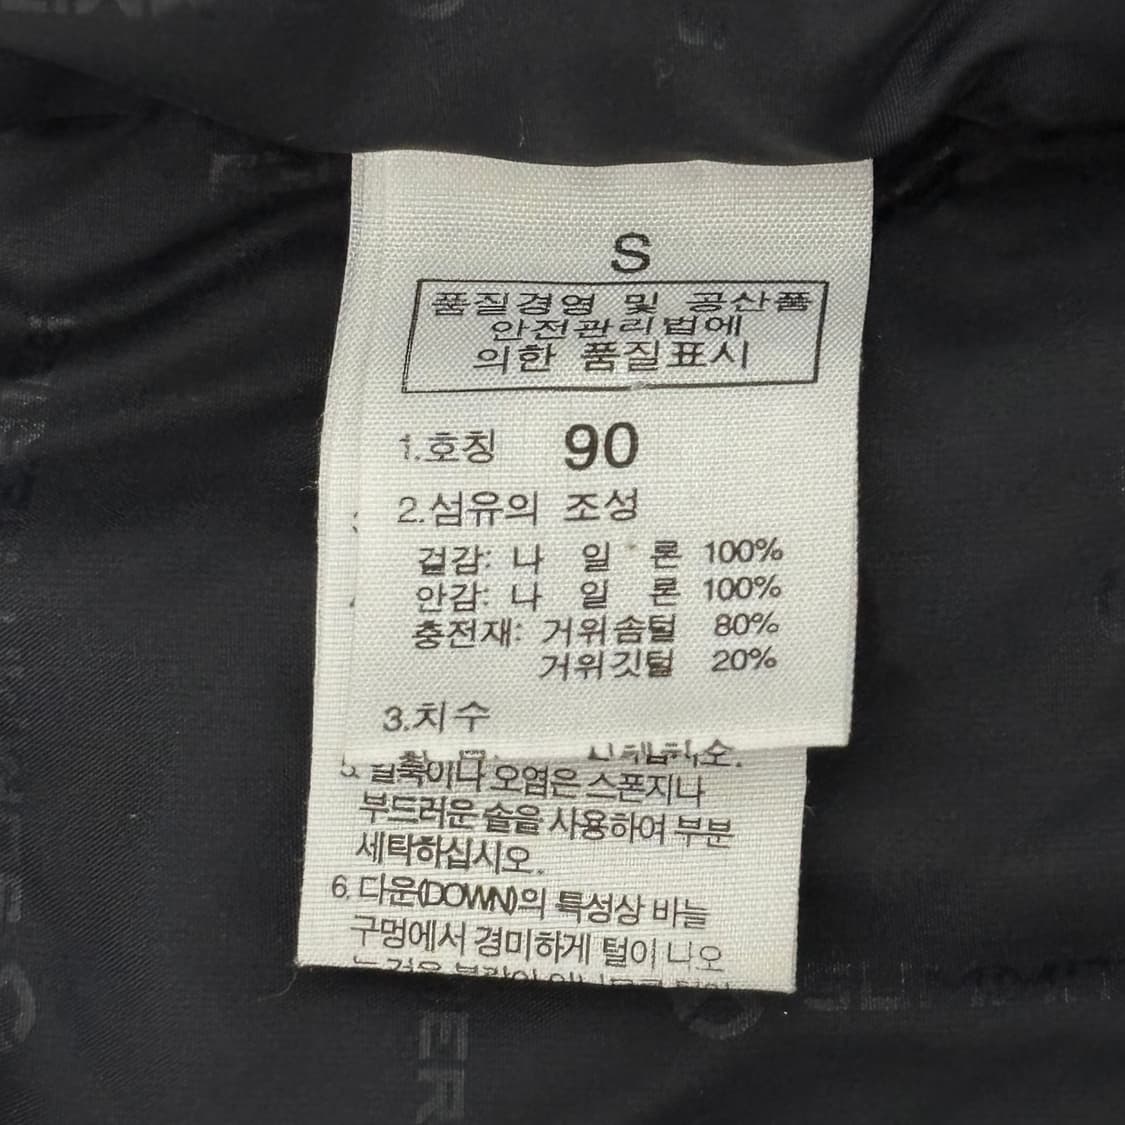 S
품질경영 및 공산품
안전관리법에
의한 품질표시
1.호칭 90
2.섬유의 조성
겉감: 나 일 론 100%
안감: 나 일 론 100%
충전재: 거위솜털 80%
거위깃털 20%
3.치수
5. 얼룩이나 오염은 스폰지나
부드러운 솔을 사용하여 부분
세탁하십시오.
6. 다운(DOWN)의 특성상 바늘
구멍에서 경미하게 털이 나오
ER
SUMMIT